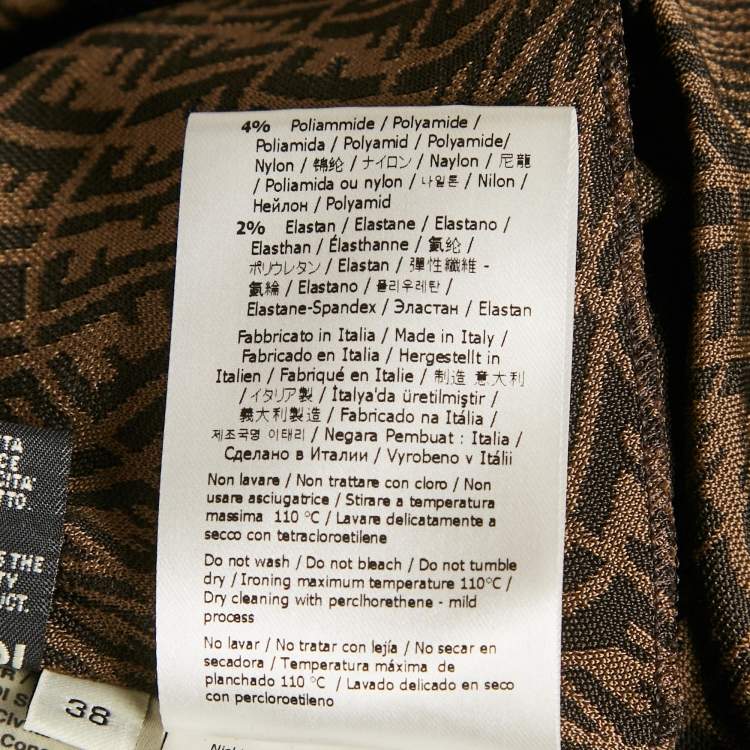 4% Poliammide / Polyamide /
Poliamida / Polyamid / Polyamide/
Nylon / 锦纶 / ナイロン / Naylon / 尼龍
/ Poliamida ou nylon / 나일론 / Nilon /
Нейлон / Polyamid
2% Elastan / Elastane / Elastano /
Elasthan / Élasthanne / 氨纶 /
ポリウレタン / Elastan / 彈性纖維 -
氨綸 / Elastano / 폴리우레탄 /
Elastane-Spandex / Эластан / Elastan
Fabbricato in Italia / Made in Italy /
Fabricado en Italia / Hergestellt in
Italien / Fabriqué en Italie / 制造 意大利
/ イタリア製 / İtalya'da üretilmiştir /
義大利製造 / Fabricado na Itália /
제조국명 이태리 / Negara Pembuat : Italia /
Сделано в Италии / Vyrobeno v Itálii
Non lavare / Non trattare con cloro / Non
usare asciugatrice / Stirare a temperatura
massima 110 °C / Lavare delicatamente a
secco con tetracloroetilene
Do not wash / Do not bleach / Do not tumble
dry / Ironing maximum temperature 110°C /
Dry cleaning with perclhorethene - mild
process
No lavar / No tratar con lejía / No secar en
secadora / Temperatura máxima de
planchado 110 °C / Lavado delicado en seco
con percloroetileno
THE
38